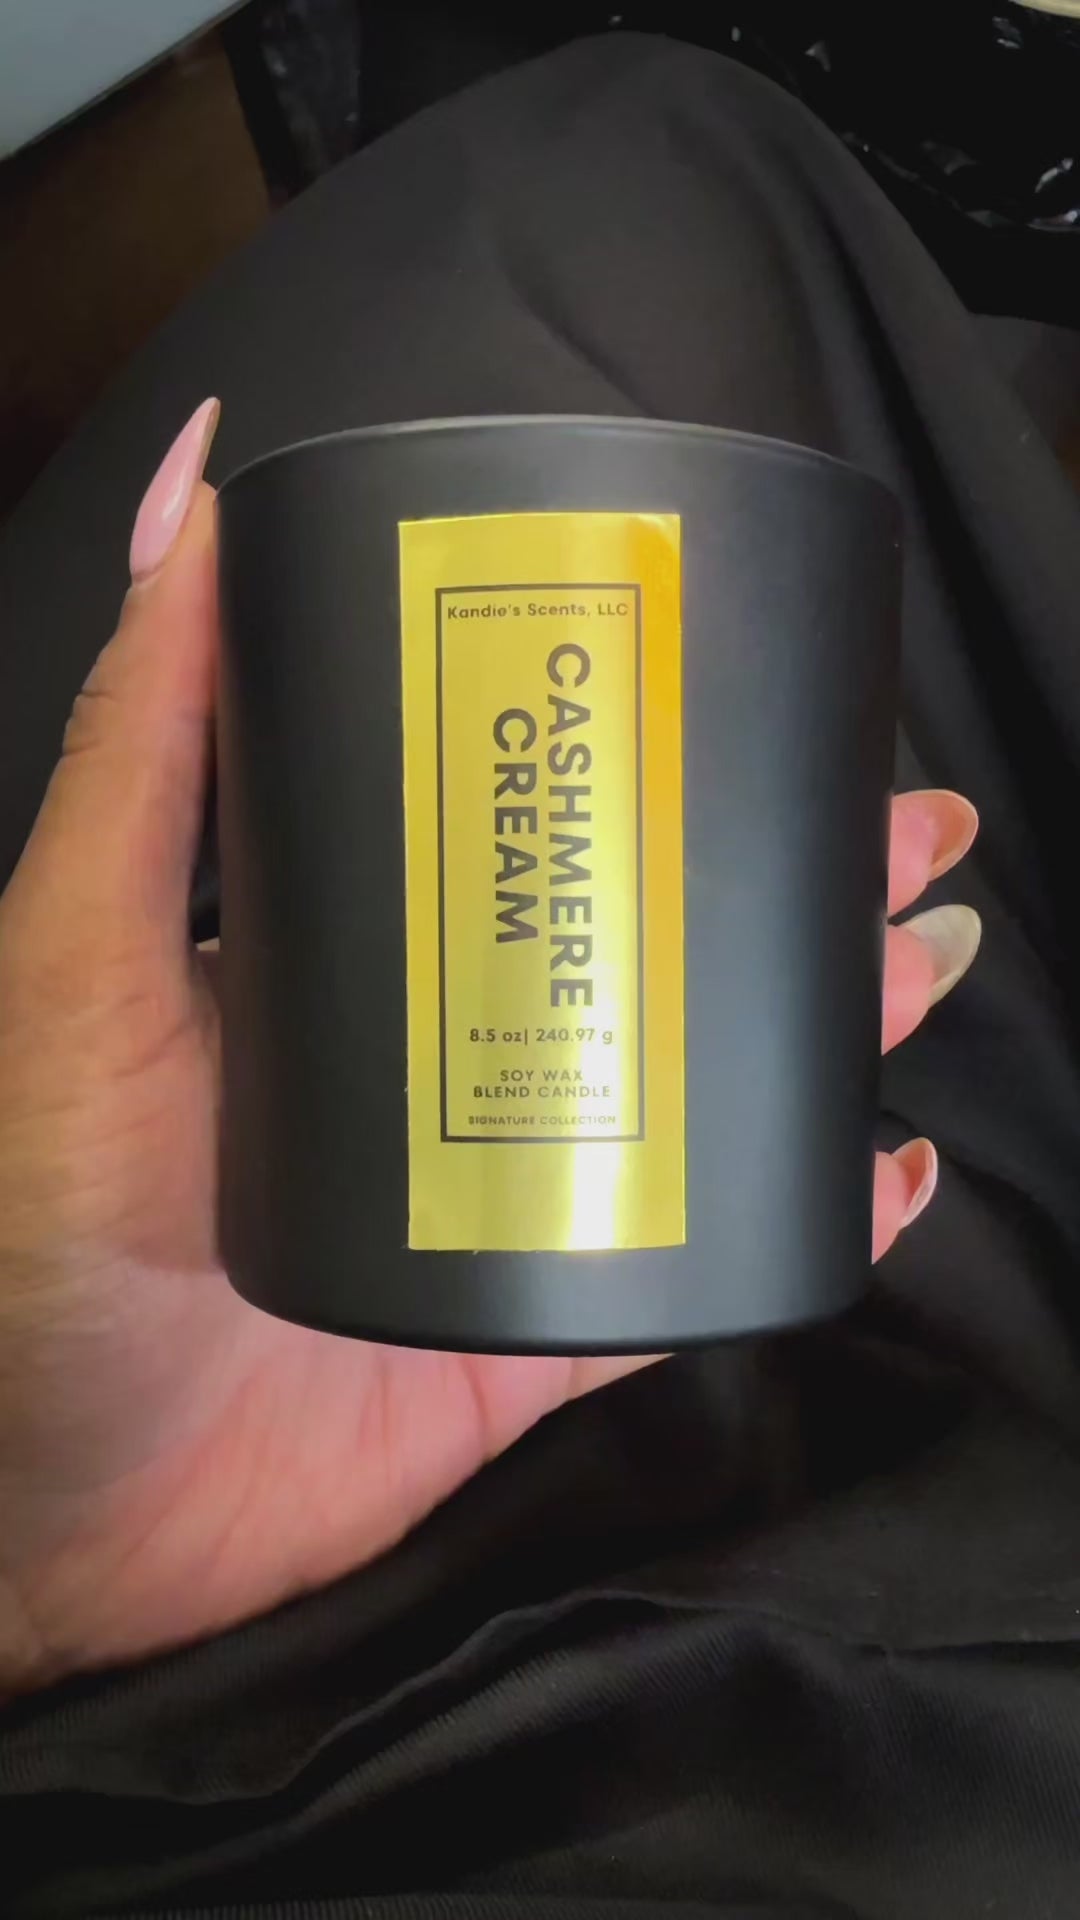 Kandie's Scents, LLC
CASHMERE
CREAM
8.5 oz| 240.97 g
SOY WAX
BLEND CANDLE
SIGNATURE COLLECTION